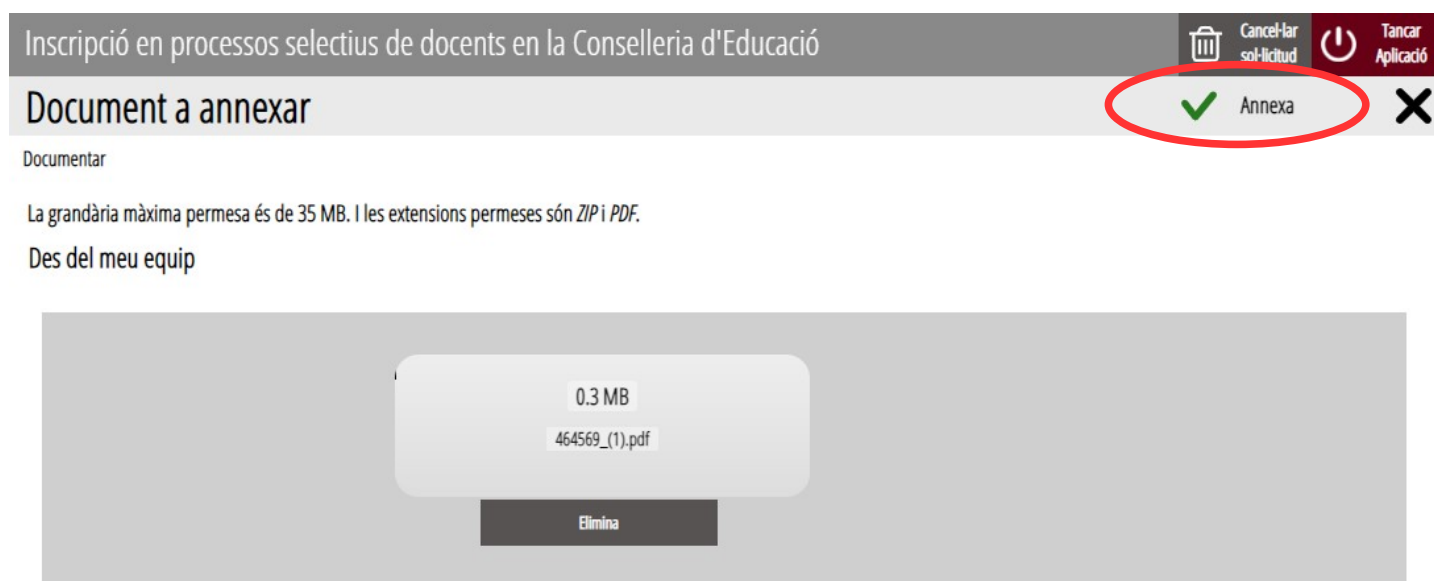 Inscripció en processos selectius de docents en la Conselleria d'Educació
Cancel·lar
sol·licitud
Tancar
Aplicació
Document a annexar
Annexa
Documentar
La grandària màxima permesa és de 35 MB. I les extensions permeses són ZIP i PDF.
Des del meu equip
0.3 MB
464569_(1).pdf
Elimina